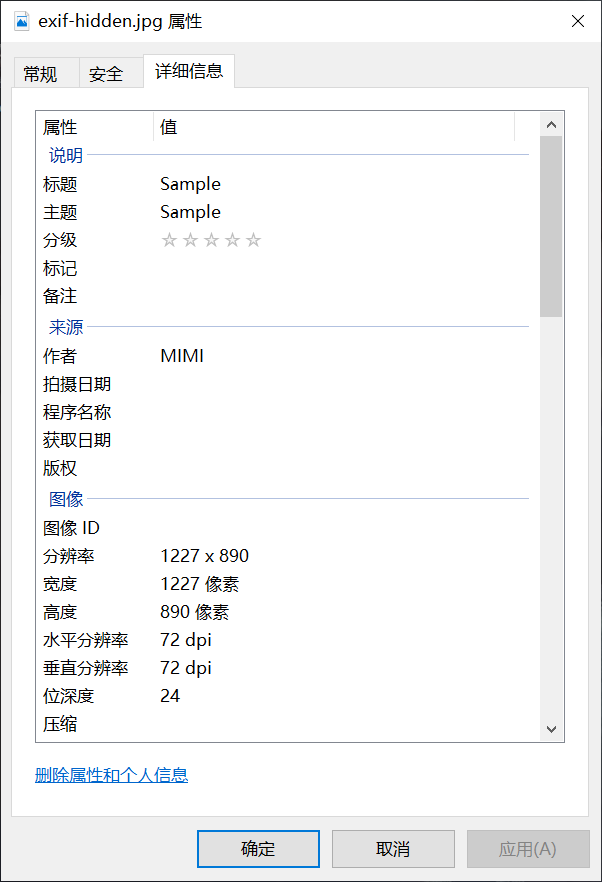 exif-hidden.jpg 属性
常规 安全 详细信息
属性 值
说明
标题 Sample
主题 Sample
分级
标记
备注
来源
作者 MIMI
拍摄日期
程序名称
获取日期
版权
图像
图像 ID
分辨率 1227 x 890
宽度 1227 像素
高度 890 像素
水平分辨率 72 dpi
垂直分辨率 72 dpi
位深度 24
压缩
删除属性和个人信息
确定 取消 应用(A)